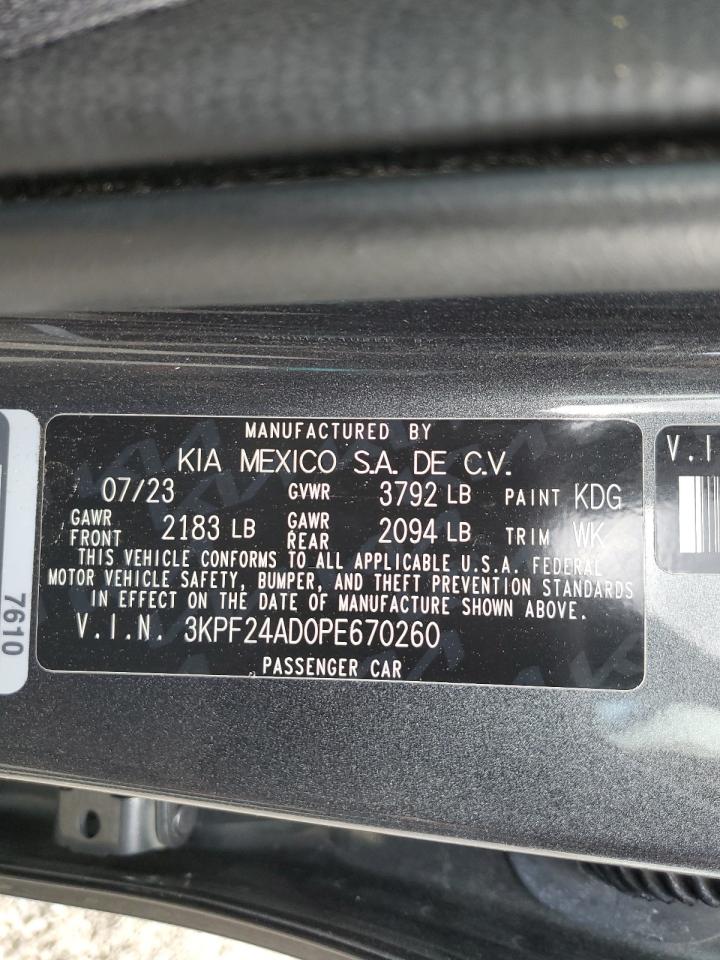 MANUFACTURED BY
KIA MEXICO S.A. DE C.V.
07/23 GVWR 3792 LB PAINT KDG
GAWR FRONT 2183 LB GAWR REAR 2094 LB TRIM WK
THIS VEHICLE CONFORMS TO ALL APPLICABLE U.S.A. FEDERAL
MOTOR VEHICLE SAFETY, BUMPER, AND THEFT PREVENTION STANDARDS
IN EFFECT ON THE DATE OF MANUFACTURE SHOWN ABOVE.
V.I.N. 3KPF24AD0PE670260
PASSENGER CAR
V.I
7610